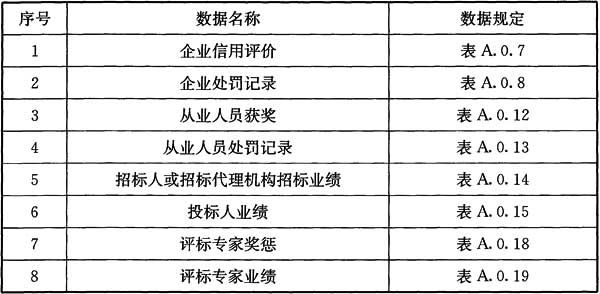 序号 数据名称 数据规定
1 企业信用评价 表 A.0.7
2 企业处罚记录 表 A.0.8
3 从业人员获奖 表 A.0.12
4 从业人员处罚记录 表 A.0.13
5 招标人或招标代理机构招标业绩 表 A.0.14
6 投标人业绩 表 A.0.15
7 评标专家奖惩 表 A.0.18
8 评标专家业绩 表 A.0.19